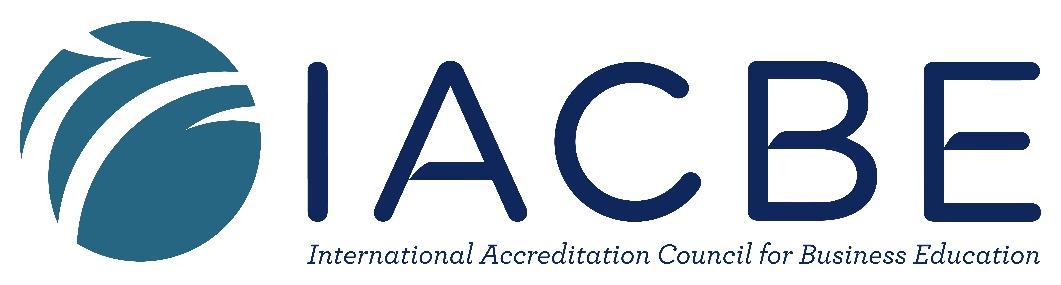 IACBE
International Accreditation Council for Business Education